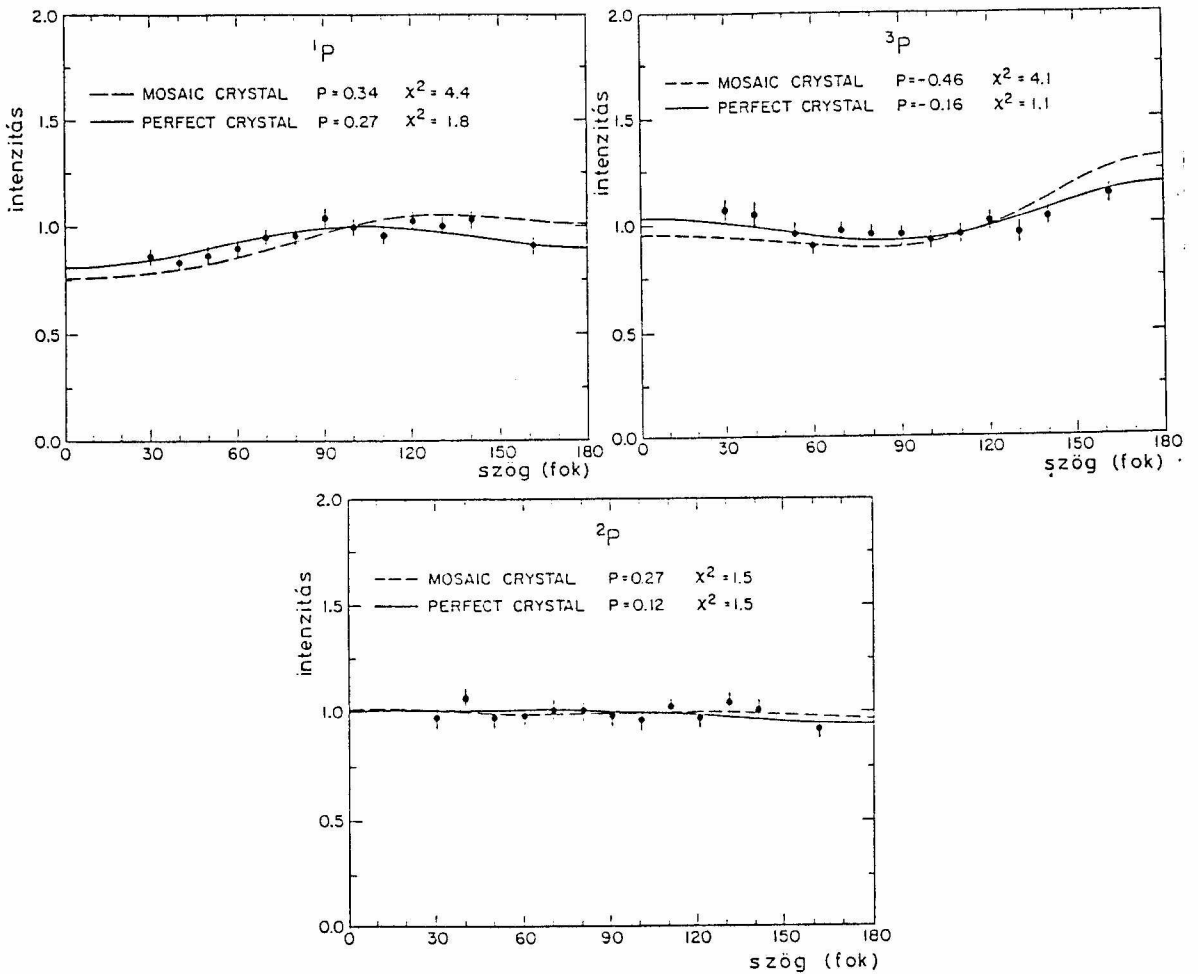 ¹P
MOSAIC CRYSTAL P=0.34 χ² = 4.4
PERFECT CRYSTAL P=0.27 χ² = 1.8
intenzitás
2.0
1.5
1.0
0.5
0.0
0 30 60 90 120 150 180
szög (fok)
³P
MOSAIC CRYSTAL P=-0.46 χ² = 4.1
PERFECT CRYSTAL P=-0.16 χ² = 1.1
intenzitás
2.0
1.5
1.0
0.5
0.0
0 30 60 90 120 150 180
szög (fok)
²P
MOSAIC CRYSTAL P=0.27 χ² = 1.5
PERFECT CRYSTAL P=0.12 χ² = 1.5
intenzitás
2.0
1.5
1.0
0.5
0.0
0 30 60 90 120 150 180
szög (fok)